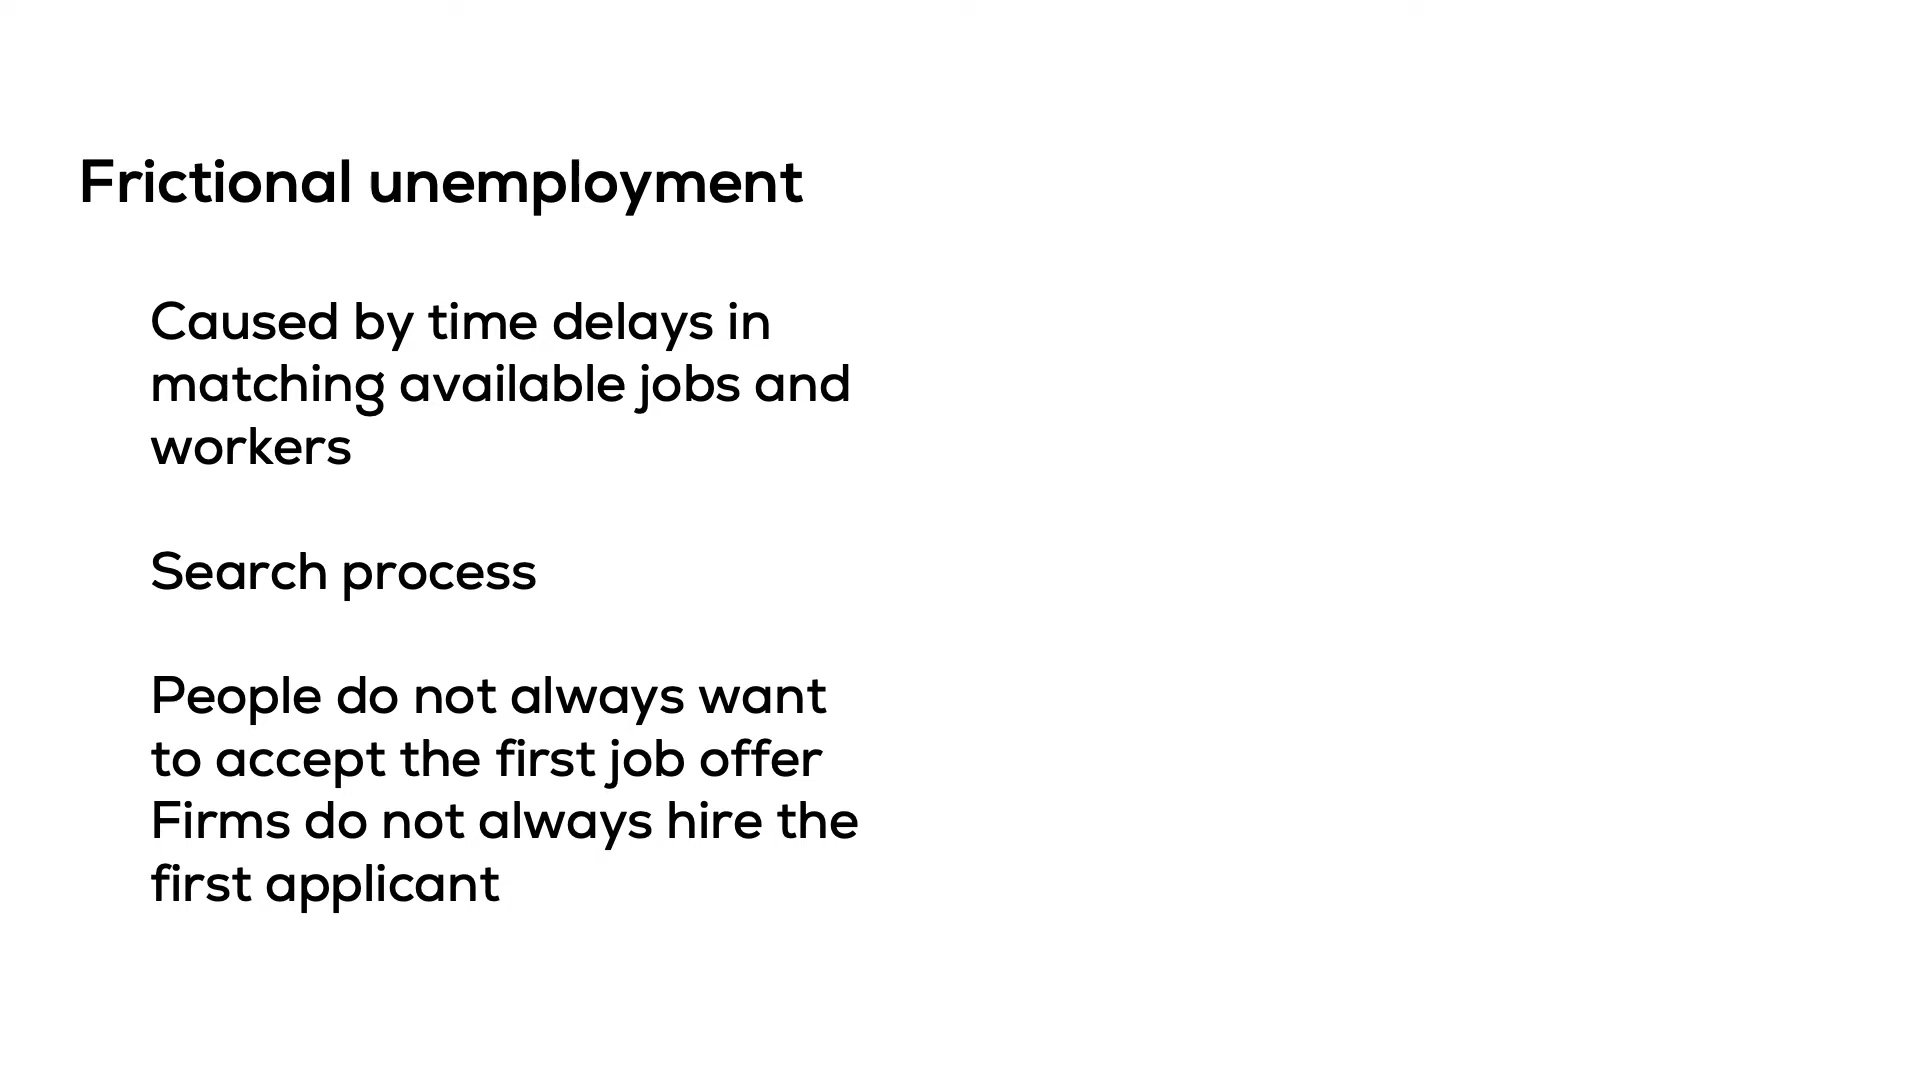 Frictional unemployment
Caused by time delays in
matching available jobs and
workers
Search process
People do not always want
to accept the first job offer
Firms do not always hire the
first applicant